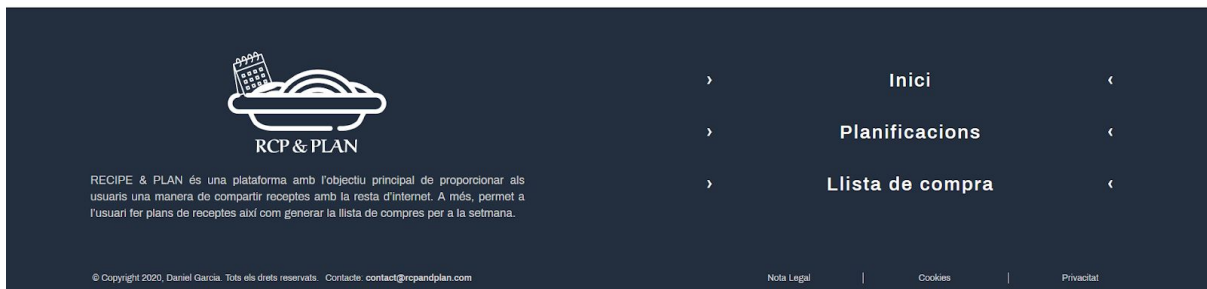 RCP & PLAN
RECIPE & PLAN és una plataforma amb l'objectiu principal de proporcionar als
usuaris una manera de compartir receptes amb la resta d'internet. A més, permet a
l'usuari fer plans de receptes així com generar la llista de compres per a la setmana.
› Inici ‹
› Planificacions ‹
› Llista de compra ‹
© Copyright 2020, Daniel Garcia. Tots els drets reservats. Contacte: contact@rcpandplan.com
Nota Legal | Cookies | Privacitat